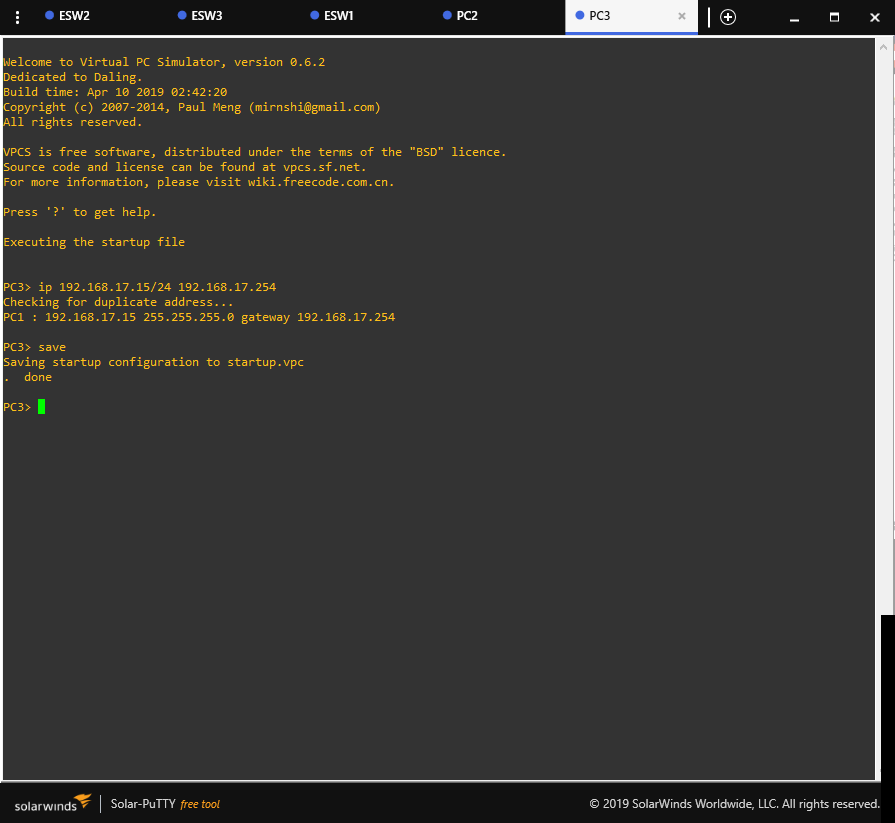 ESW2
ESW3
ESW1
PC2
PC3
Welcome to Virtual PC Simulator, version 0.6.2
Dedicated to Daling.
Build time: Apr 10 2019 02:42:20
Copyright (c) 2007-2014, Paul Meng (mirnshi@gmail.com)
All rights reserved.
VPCS is free software, distributed under the terms of the "BSD" licence.
Source code and license can be found at vpcs.sf.net.
For more information, please visit wiki.freecode.com.cn.
Press '?' to get help.
Executing the startup file
PC3> ip 192.168.17.15/24 192.168.17.254
Checking for duplicate address...
PC1 : 192.168.17.15 255.255.255.0 gateway 192.168.17.254
PC3> save
Saving startup configuration to startup.vpc
.  done
PC3>
solarwinds
Solar-PuTTY free tool
© 2019 SolarWinds Worldwide, LLC. All rights reserved.